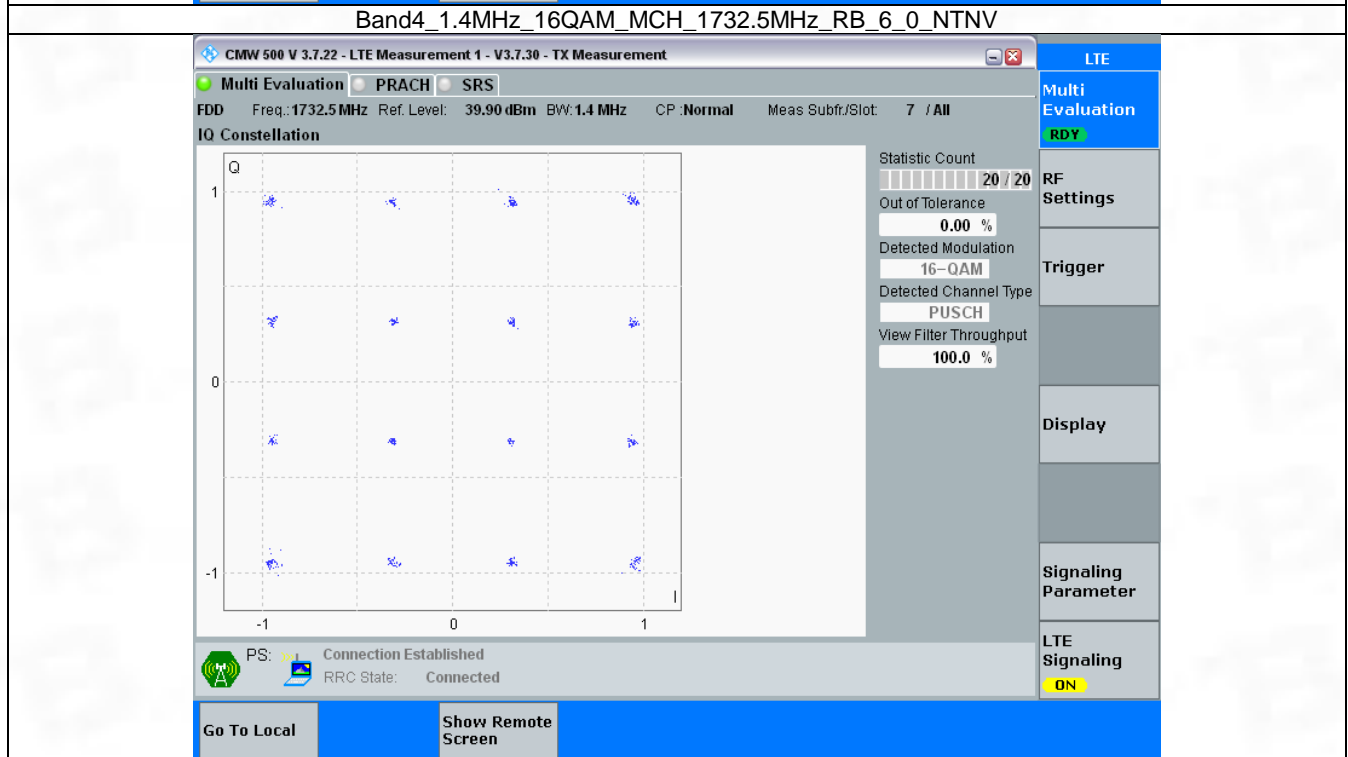 Band4_1.4MHz_16QAM_MCH_1732.5MHz_RB_6_0_NTNV
CMW 500 V 3.7.22 - LTE Measurement 1 - V3.7.30 - TX Measurement
LTE
Multi Evaluation PRACH SRS
FDD Freq.:1732.5 MHz Ref. Level: 39.90 dBm BW:1.4 MHz CP :Normal Meas Subfr./Slot: 7 / All
IQ Constellation
Q
1
0
-1
I
-1 0 1
Statistic Count
20 / 20
Out of Tolerance
0.00 %
Detected Modulation
16-QAM
Detected Channel Type
PUSCH
View Filter Throughput
100.0 %
Multi
Evaluation
RDY
RF
Settings
Trigger
Display
Signaling
Parameter
LTE
Signaling
ON
PS: Connection Established
RRC State: Connected
Go To Local
Show Remote
Screen